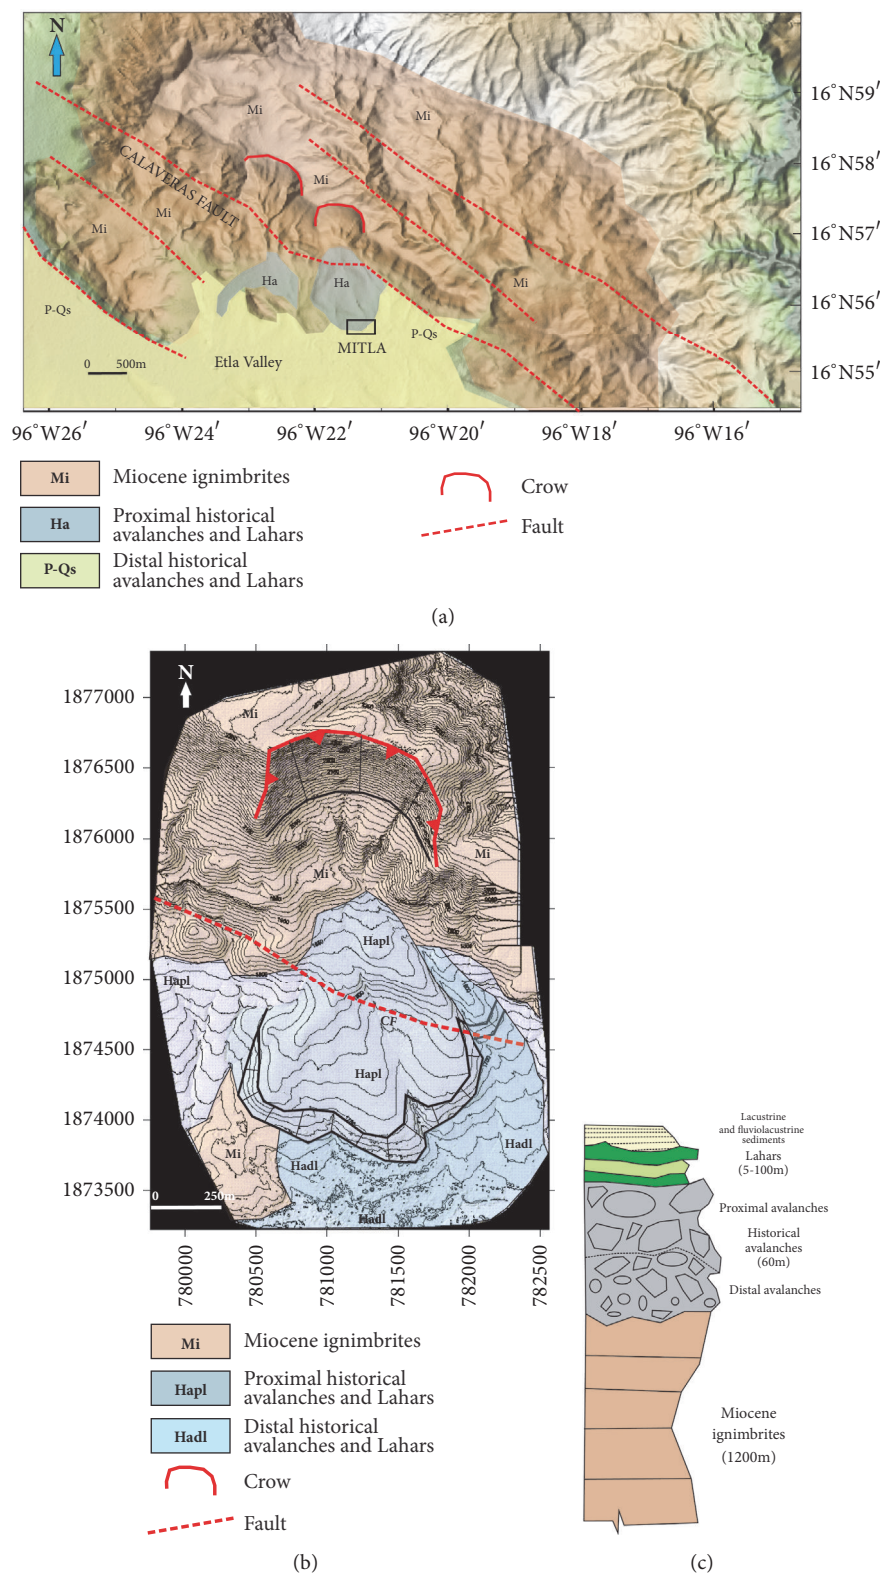 N
Mi
Mi
16°N59′
CALAVERAS FAULT
Mi
16°N58′
Mi
Mi
16°N57′
Ha
Ha
Mi
16°N56′
P-Qs
P-Qs
MITLA
Etla Valley
0 500m
16°N55′
96°W26′ 96°W24′ 96°W22′ 96°W20′ 96°W18′ 96°W16′
Mi Miocene ignimbrites
Ha Proximal historical
avalanches and Lahars
P-Qs Distal historical
avalanches and Lahars
Crow
Fault
(a)
N
1877000
Mi
1876500
1876000
Mi
Mi
1875500
Hapl
1875000
Hapl
CF
1874500
Hapl
1874000
Hadl
Mi
Hadl
1873500
0 250m
Hadl
780000 780500 781000 781500 782000 782500
Mi Miocene ignimbrites
Hapl Proximal historical
avalanches and Lahars
Hadl Distal historical
avalanches and Lahars
Crow
Fault
(b)
Lacustrine
and fluviolacustrine
sediments
Lahars
(5-100m)
Proximal avalanches
Historical
avalanches
(60m)
Distal avalanches
Miocene
ignimbrites
(1200m)
(c)